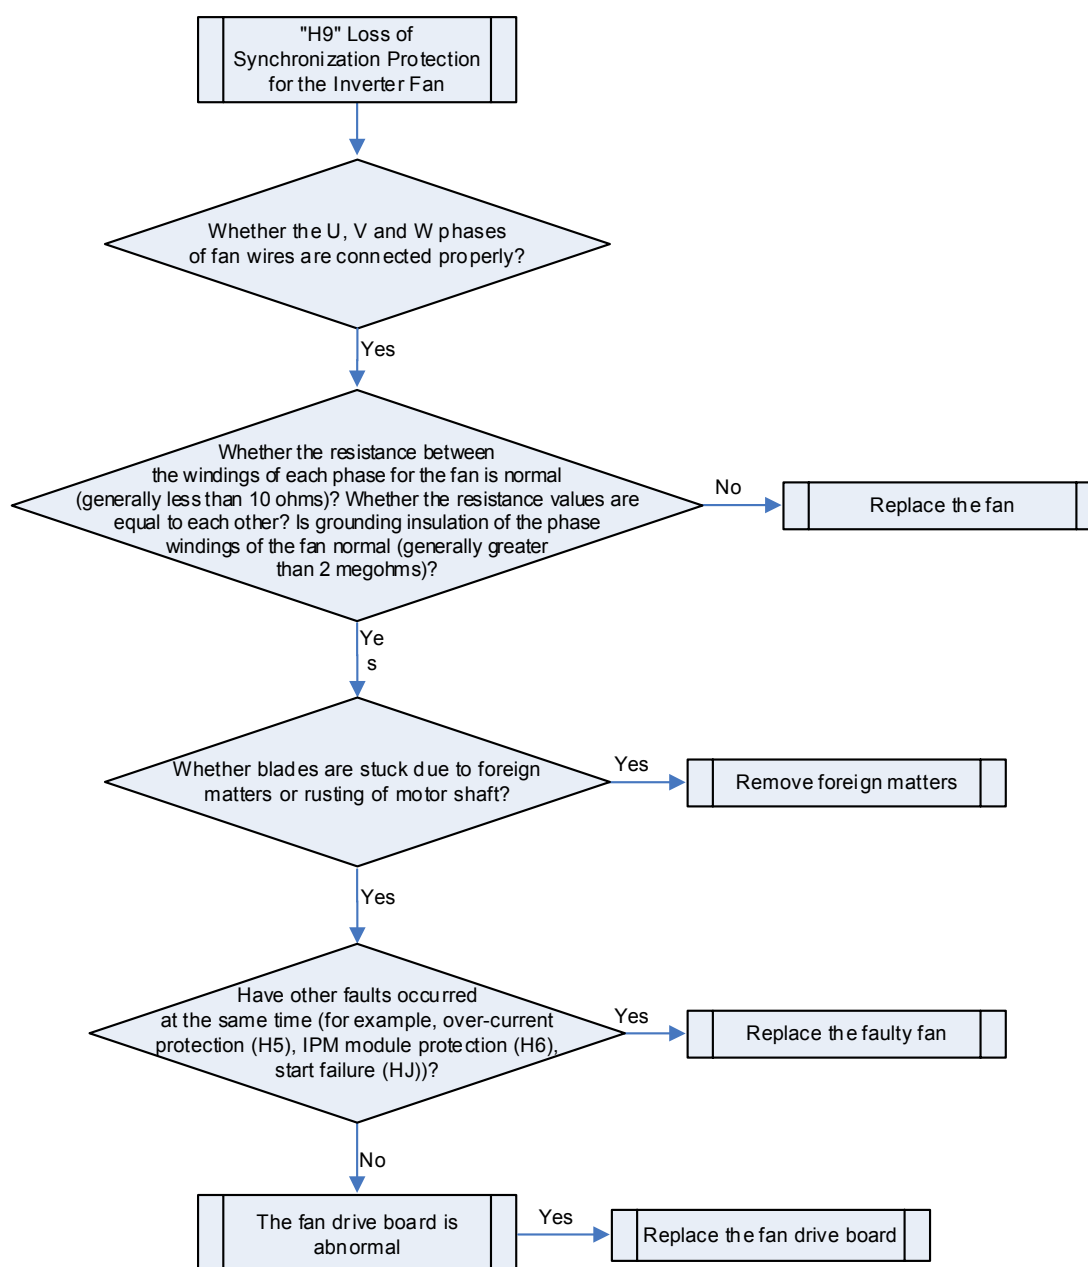 "H9" Loss of
Synchronization Protection
for the Inverter Fan
Whether the U, V and W phases
of fan wires are connected properly?
Yes
Whether the resistance between
the windings of each phase for the fan is normal
(generally less than 10 ohms)? Whether the resistance values are
equal to each other? Is grounding insulation of the phase
windings of the fan normal (generally greater
than 2 megohms)?
No
Replace the fan
Ye
s
Whether blades are stuck due to foreign
matters or rusting of motor shaft?
Yes
Remove foreign matters
Yes
Have other faults occurred
at the same time (for example, over-current
protection (H5), IPM module protection (H6),
start failure (HJ))?
Yes
Replace the faulty fan
No
The fan drive board is
abnormal
Yes
Replace the fan drive board